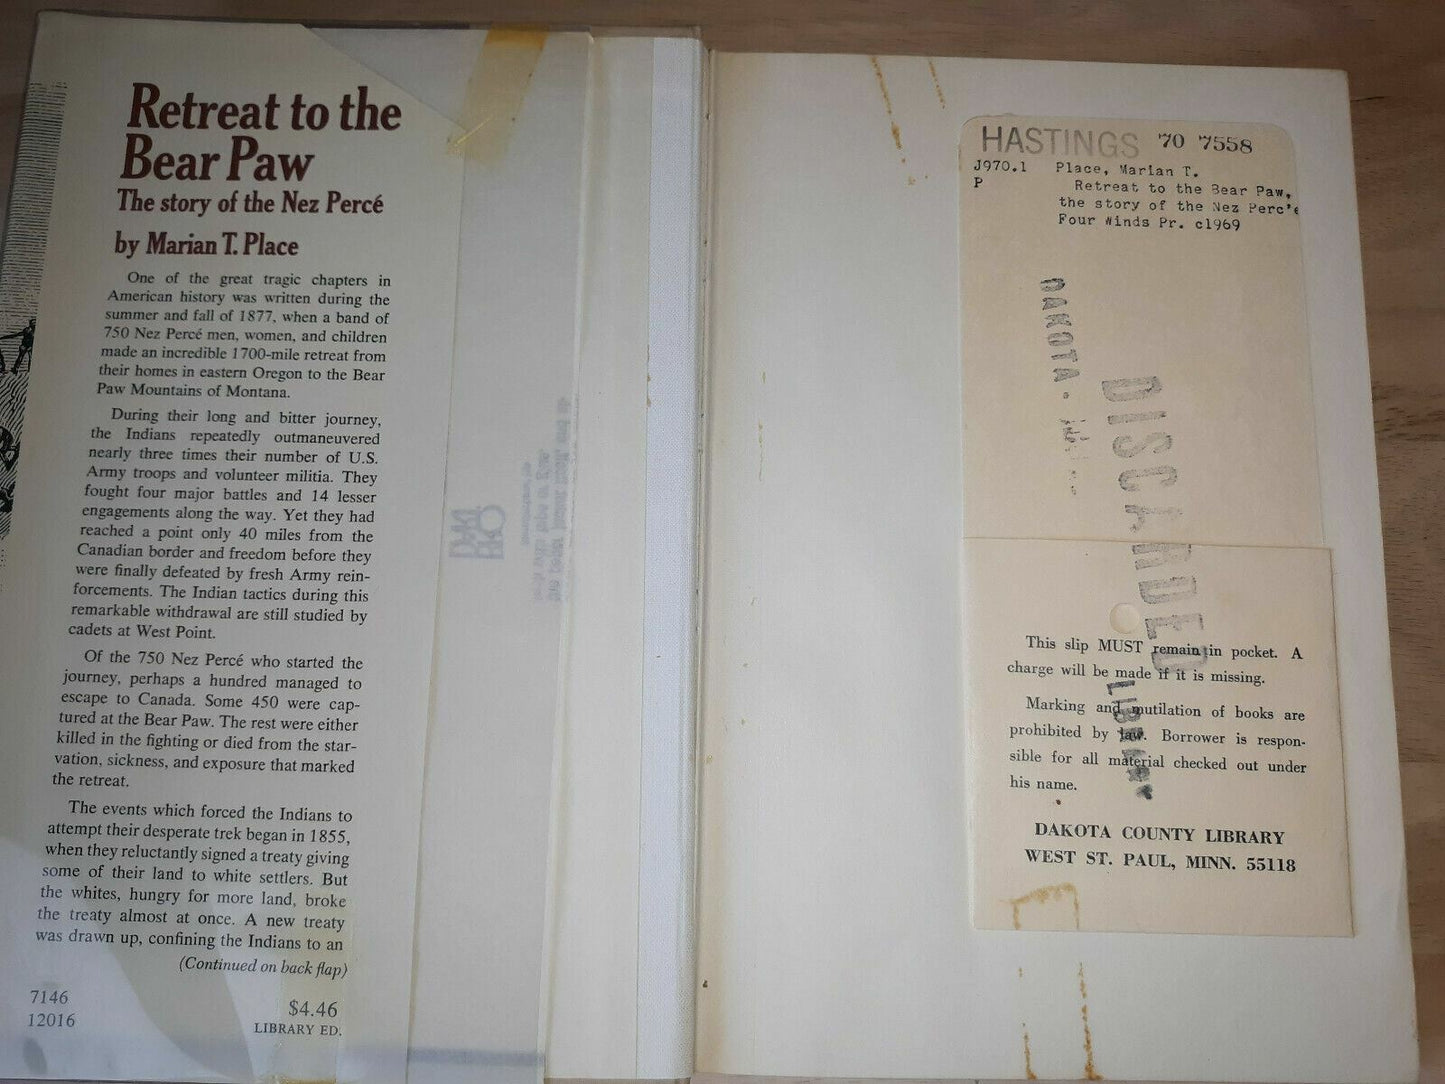 Retreat to the
Bear Paw
The story of the Nez Percé
by Marian T. Place
One of the great tragic chapters in
American history was written during the
summer and fall of 1877, when a band of
750 Nez Percé men, women, and children
made an incredible 1700-mile retreat from
their homes in eastern Oregon to the Bear
Paw Mountains of Montana.
During their long and bitter journey,
the Indians repeatedly outmaneuvered
nearly three times their number of U.S.
Army troops and volunteer militia. They
fought four major battles and 14 lesser
engagements along the way. Yet they had
reached a point only 40 miles from the
Canadian border and freedom before they
were finally defeated by fresh Army rein-
forcements. The Indian tactics during this
remarkable withdrawal are still studied by
cadets at West Point.
Of the 750 Nez Percé who started the
journey, perhaps a hundred managed to
escape to Canada. Some 450 were cap-
tured at the Bear Paw. The rest were either
killed in the fighting or died from the star-
vation, sickness, and exposure that marked
the retreat.
The events which forced the Indians to
attempt their desperate trek began in 1855,
when they reluctantly signed a treaty giving
some of their land to white settlers. But
the whites, hungry for more land, broke
the treaty almost at once. A new treaty
was drawn up, confining the Indians to an
(Continued on back flap)
7146
12016
$4.46
LIBRARY ED.
HASTINGS '70 7558
J970.1 Place, Marian T.
P Retreat to the Bear Paw,
the story of the Nez Perc'e
Four Winds Pr. c1969
DAKOTA.
DISCARDED
LIBRARY
This slip MUST remain in pocket. A
charge will be made if it is missing.
Marking and mutilation of books are
prohibited by law. Borrower is respon-
sible for all material checked out under
his name.
DAKOTA COUNTY LIBRARY
WEST ST. PAUL, MINN. 55118